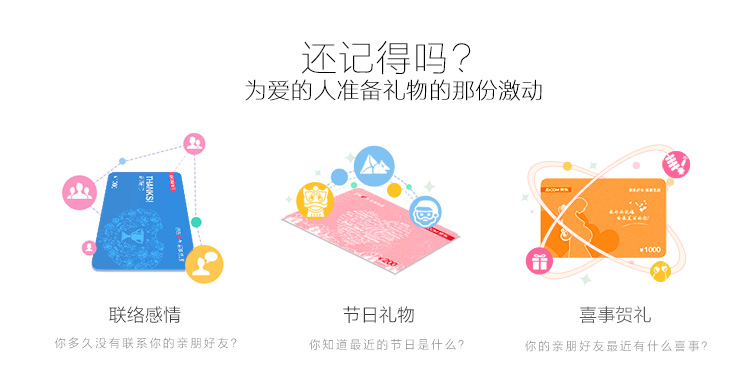 还记得吗?
为爱的人准备礼物的那份激动
THANKS!
¥200
¥1000
联络感情
节日礼物
喜事贺礼
你多久没有联系你的亲朋好友?
你知道最近的节日是什么?
你的亲朋好友最近有什么喜事?